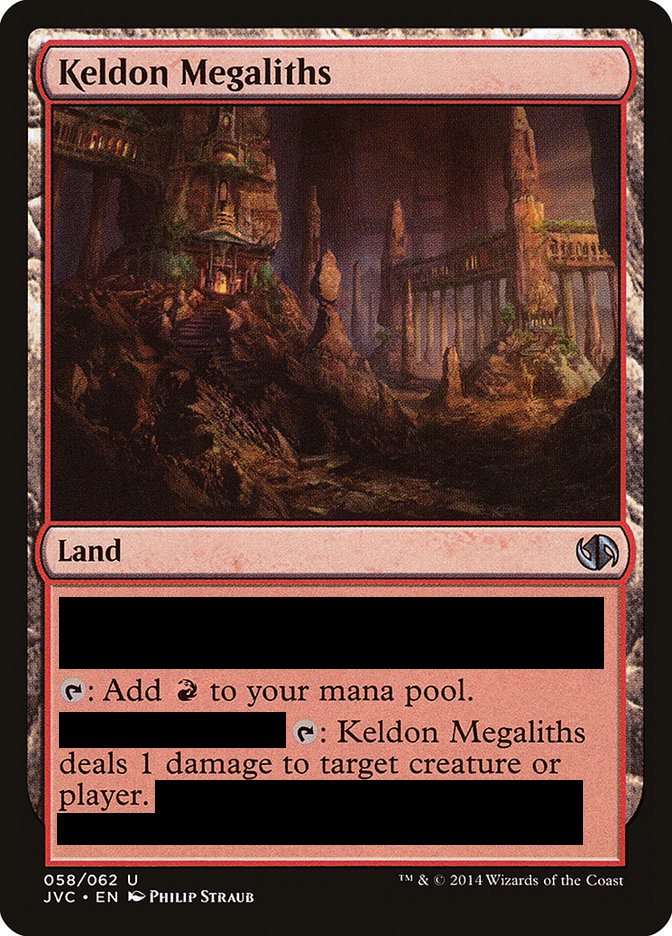 Keldon Megaliths
Land
: Add to your mana pool.
: Keldon Megaliths
deals 1 damage to target creature or
player.
058/062 U
™ & © 2014 Wizards of the Coast
JVC • EN Philip Straub